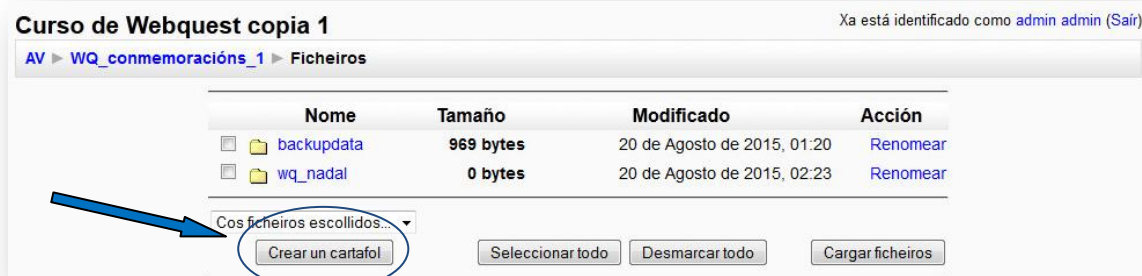 Curso de Webquest copia 1
Xa está identificado como admin admin (Saír)
AV ► WQ_conmemoracións_1 ► Ficheiros
Nome Tamaño Modificado Acción
backupdata 969 bytes 20 de Agosto de 2015, 01:20 Renomear
wq_nadal 0 bytes 20 de Agosto de 2015, 02:23 Renomear
Cos ficheiros escollidos...
Crear un cartafol Seleccionar todo Desmarcar todo Cargar ficheiros